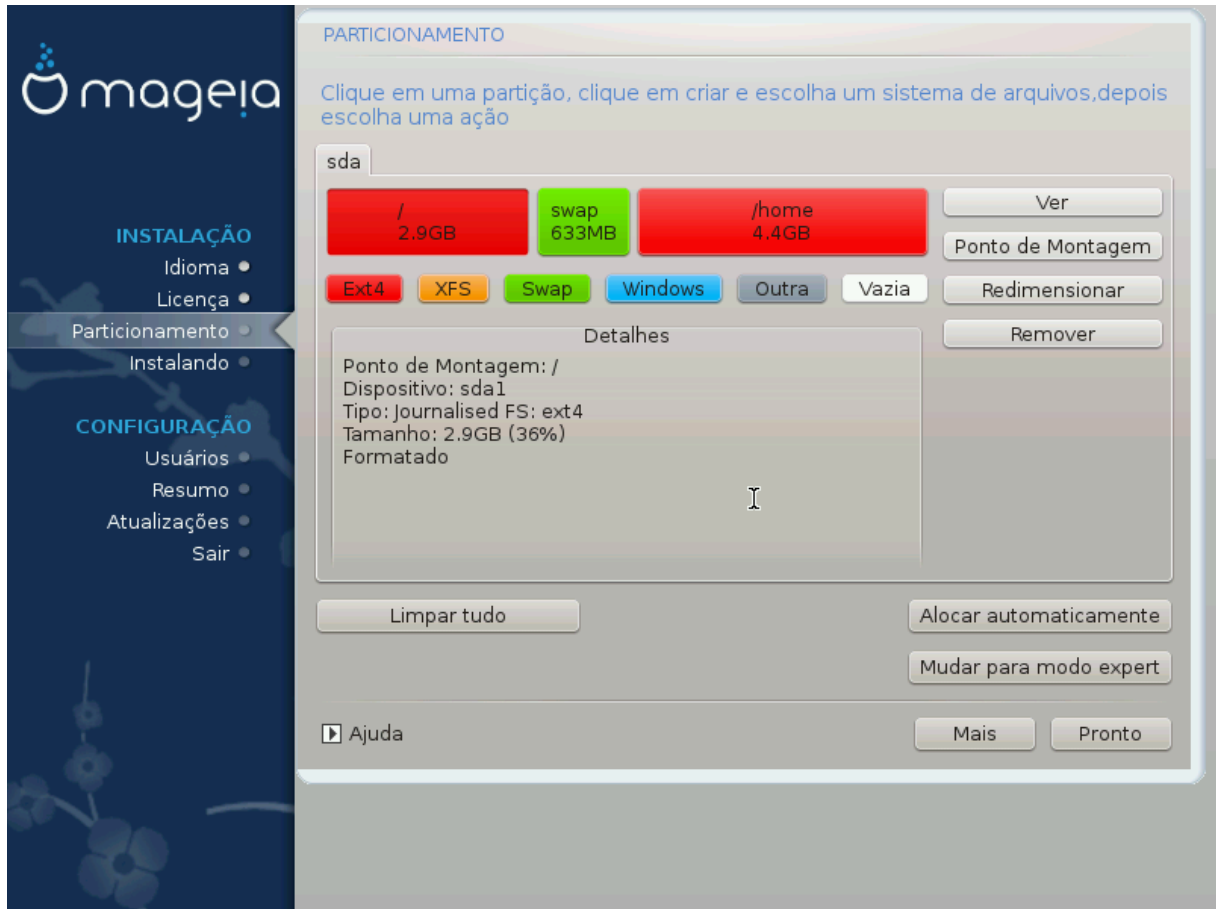 mageia
INSTALAÇÃO
Idioma
Licença
Particionamento
Instalando
CONFIGURAÇÃO
Usuários
Resumo
Atualizações
Sair
PARTICIONAMENTO
Clique em uma partição, clique em criar e escolha um sistema de arquivos,depois
escolha uma ação
sda
/
2.9GB
swap
633MB
/home
4.4GB
Ver
Ponto de Montagem
Redimensionar
Remover
Ext4
XFS
Swap
Windows
Outra
Vazia
Detalhes
Ponto de Montagem: /
Dispositivo: sda1
Tipo: Journalised FS: ext4
Tamanho: 2.9GB (36%)
Formatado
Limpar tudo
Alocar automaticamente
Mudar para modo expert
Ajuda
Mais
Pronto